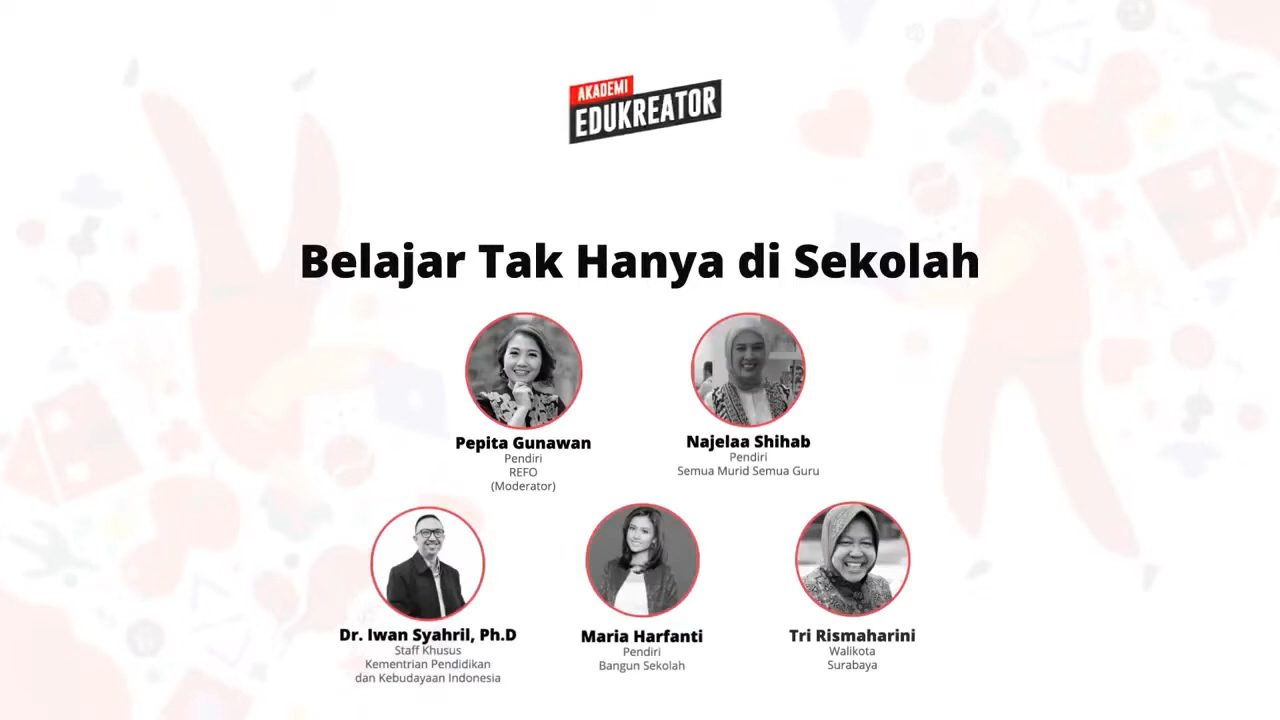 AKADEMI
EDUKREATOR
Belajar Tak Hanya di Sekolah
Pepita Gunawan
Pendiri
REFO
(Moderator)
Najelaa Shihab
Pendiri
Semua Murid Semua Guru
Dr. Iwan Syahril, Ph.D
Staff Khusus
Kementrian Pendidikan
dan Kebudayaan Indonesia
Maria Harfanti
Pendiri
Bangun Sekolah
Tri Rismaharini
Walikota
Surabaya